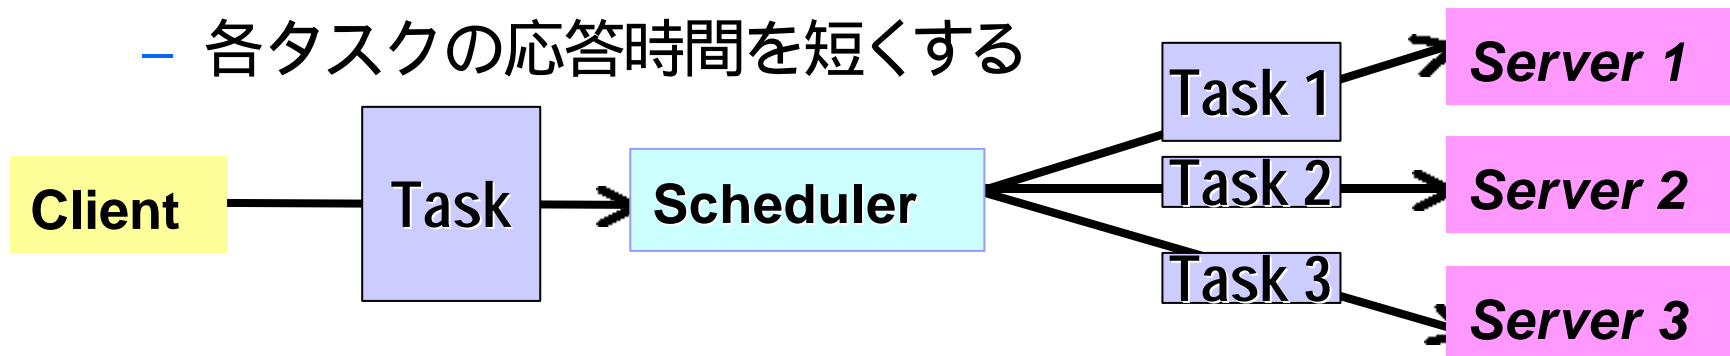 – 各タスクの応答時間を短くする
Client
Task
Scheduler
Task 1
Task 2
Task 3
Server 1
Server 2
Server 3